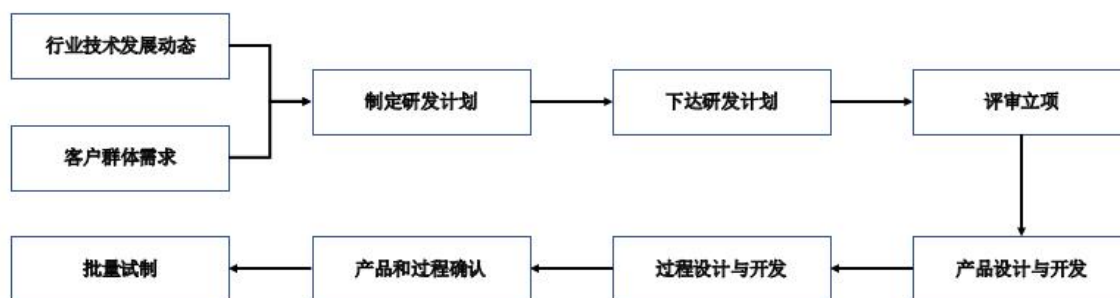 行业技术发展动态
客户群体需求
制定研发计划
下达研发计划
评审立项
产品设计与开发
过程设计与开发
产品和过程确认
批量试制